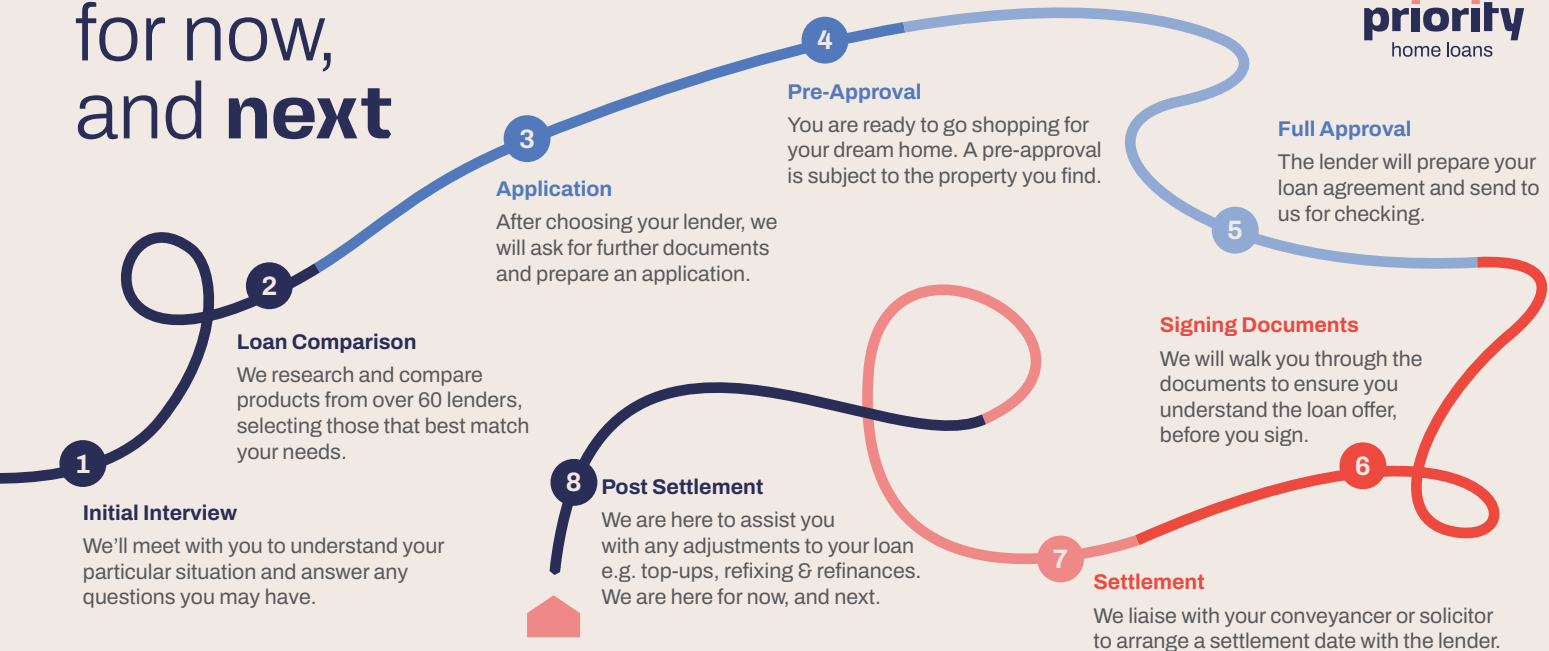 for now,
and next
priority
home loans
1
Initial Interview
We’ll meet with you to understand your
particular situation and answer any
questions you may have.
2
Loan Comparison
We research and compare
products from over 60 lenders,
selecting those that best match
your needs.
3
Application
After choosing your lender, we
will ask for further documents
and prepare an application.
4
Pre-Approval
You are ready to go shopping for
your dream home. A pre-approval
is subject to the property you find.
5
Full Approval
The lender will prepare your
loan agreement and send to
us for checking.
6
Signing Documents
We will walk you through the
documents to ensure you
understand the loan offer,
before you sign.
7
Settlement
We liaise with your conveyancer or solicitor
to arrange a settlement date with the lender.
8
Post Settlement
We are here to assist you
with any adjustments to your loan
e.g. top-ups, refixing & refinances.
We are here for now, and next.